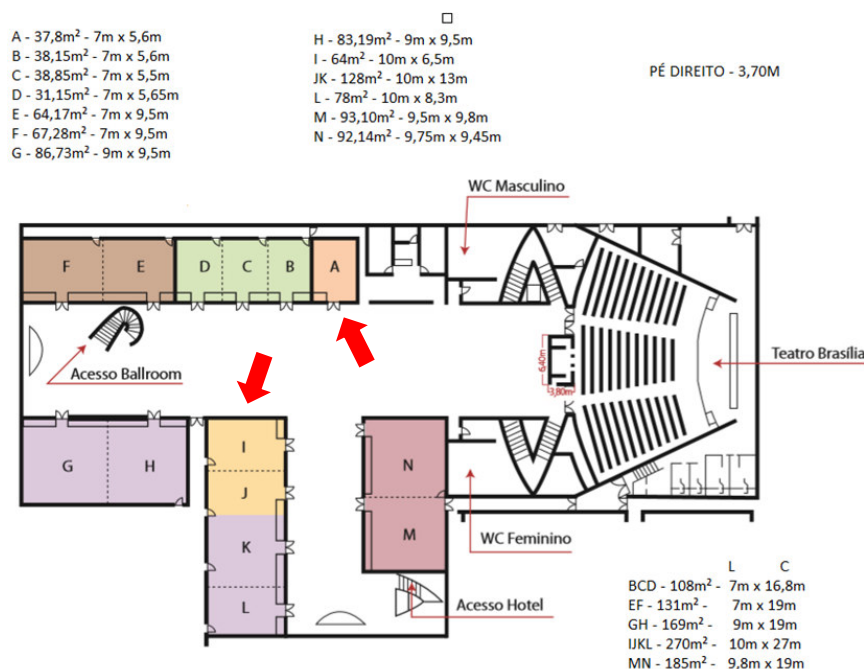 A - 37,8m² - 7m x 5,6m
B - 38,15m² - 7m x 5,6m
C - 38,85m² - 7m x 5,5m
D - 31,15m² - 7m x 5,65m
E - 64,17m² - 7m x 9,5m
F - 67,28m² - 7m x 9,5m
G - 86,73m² - 9m x 9,5m
H - 83,19m² - 9m x 9,5m
I - 64m² - 10m x 6,5m
JK - 128m² - 10m x 13m
L - 78m² - 10m x 8,3m
M - 93,10m² - 9,5m x 9,8m
N - 92,14m² - 9,75m x 9,45m
PÉ DIREITO - 3,70M
WC Masculino
F E D C B A
6,40m
3,80m
Teatro Brasília
Acesso Ballroom
G H I N
J
K M
L
WC Feminino
Acesso Hotel
L C
BCD - 108m² - 7m x 16,8m
EF - 131m² - 7m x 19m
GH - 169m² - 9m x 19m
IJKL - 270m² - 10m x 27m
MN - 185m² - 9,8m x 19m